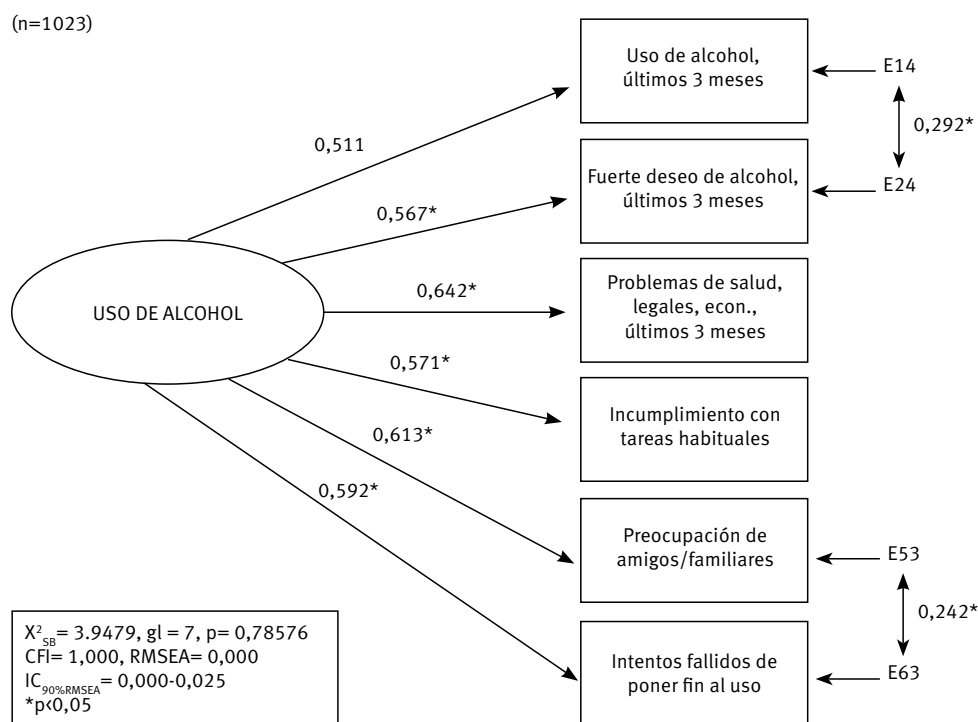 (n=1023)
Uso de alcohol,
últimos 3 meses
E14
0,292*
0,511
Fuerte deseo de alcohol,
últimos 3 meses
E24
0,567*
USO DE ALCOHOL
0,642*
Problemas de salud,
legales, econ.,
últimos 3 meses
0,571*
Incumplimiento con
tareas habituales
0,613*
0,592*
Preocupación de
amigos/familiares
E53
0,242*
Intentos fallidos de
poner fin al uso
E63
X²SB= 3.9479, gl = 7, p= 0,78576
CFI= 1,000, RMSEA= 0,000
IC90%RMSEA= 0,000-0,025
*p<0,05